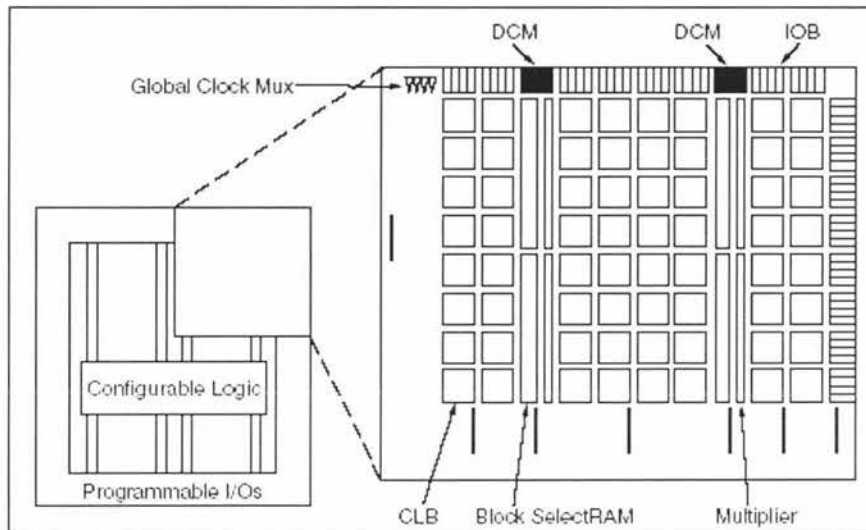 DCM
DCM
IOB
Global Clock Mux
Configurable Logic
Programmable I/Os
CLB
Block SelectRAM
Multiplier